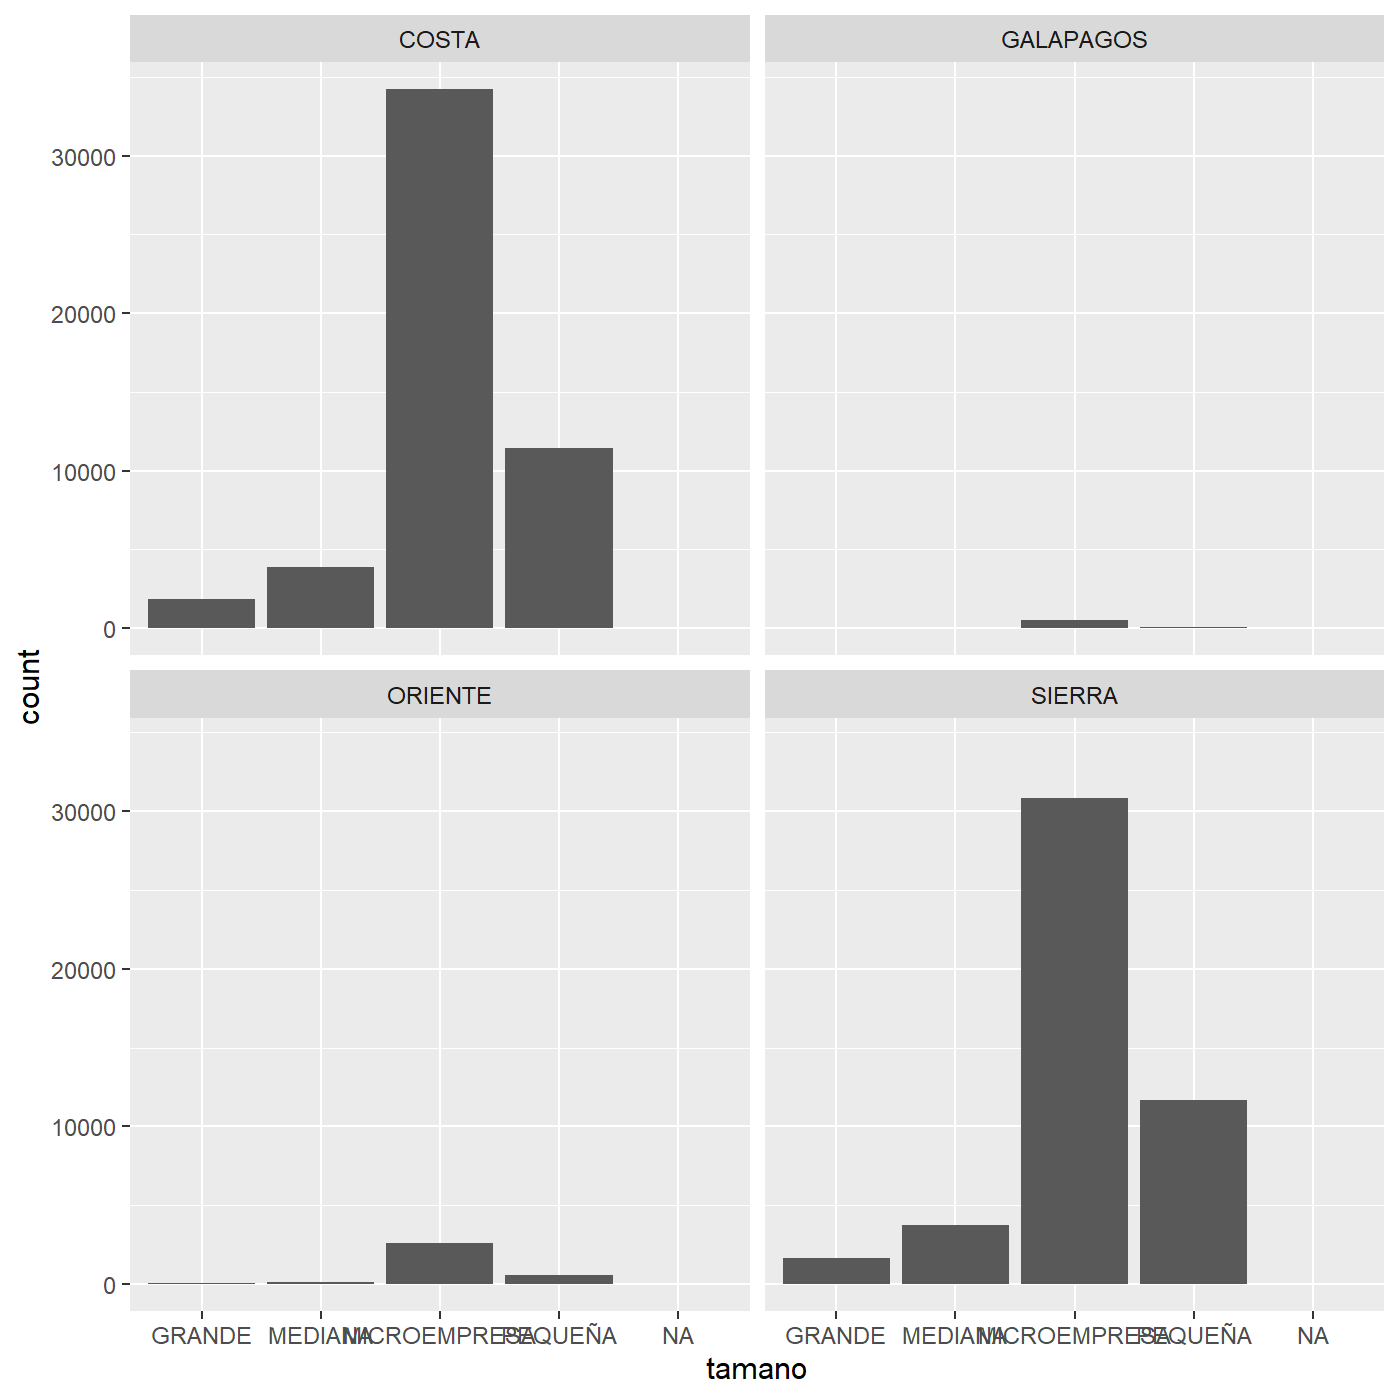 COSTA
GALAPAGOS
30000
20000
10000
0
count
ORIENTE
SIERRA
30000
20000
10000
0
GRANDE MEDIANA MICROEMPRESA PEQUEÑA NA
GRANDE MEDIANA MICROEMPRESA PEQUEÑA NA
tamano